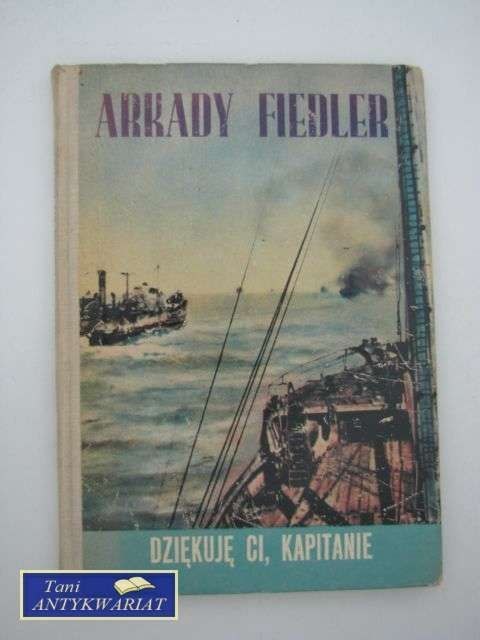 ARKADY FIEDLER
DZIĘKUJĘ CI, KAPITANIE
Tani
ANTYKWARIAT